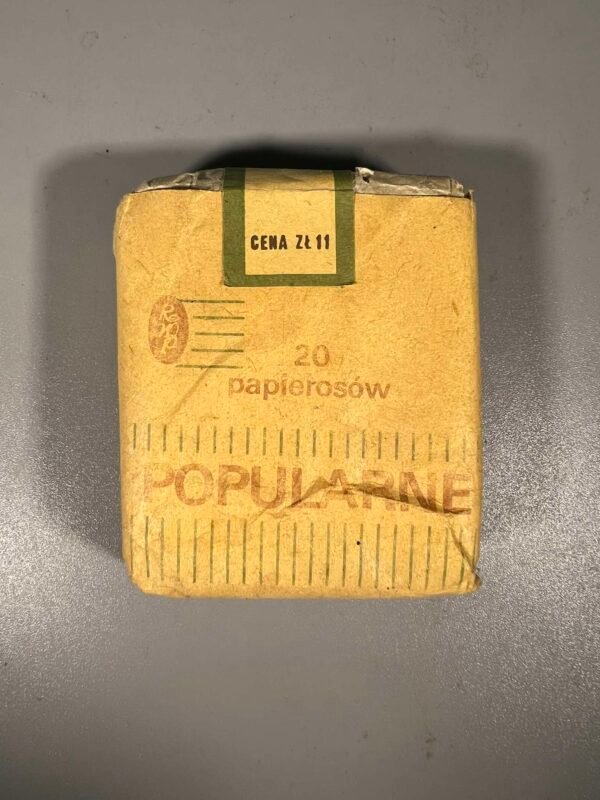 CENA ZŁ 11
20
papierosów
POPULARNE